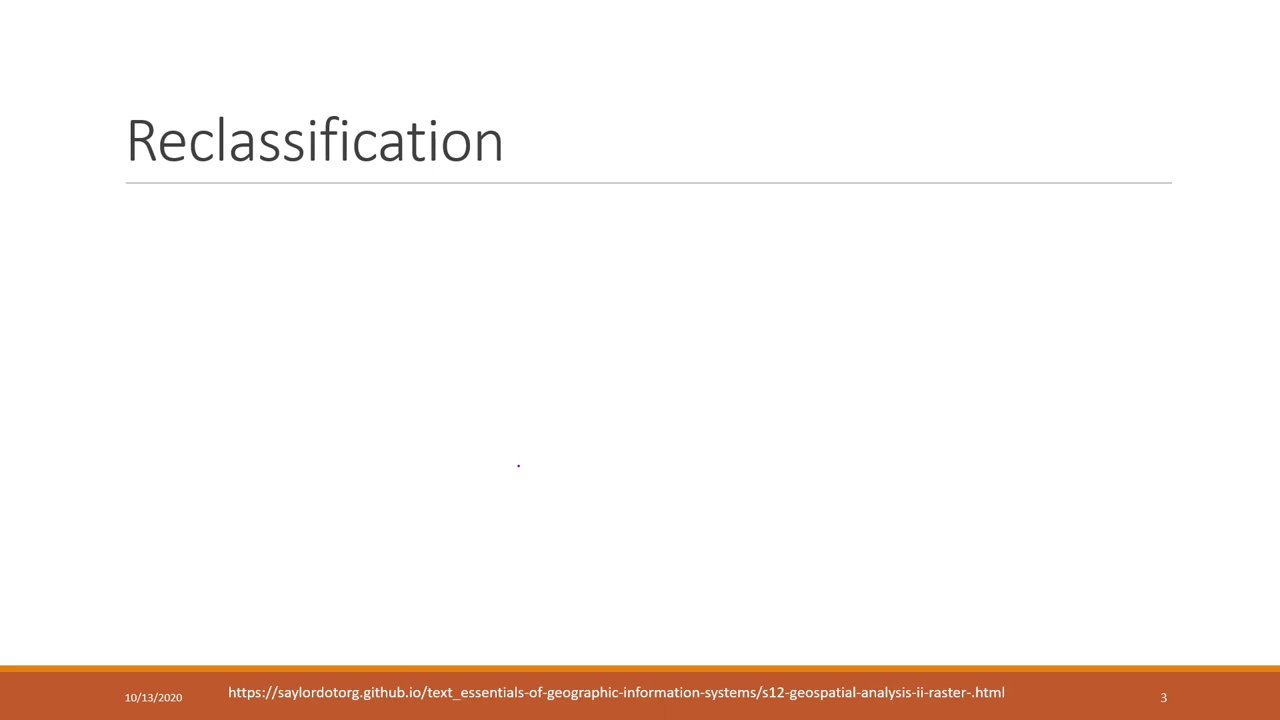 Reclassification
10/13/2020
https://saylordotorg.github.io/text_essentials-of-geographic-information-systems/s12-geospatial-analysis-ii-raster-.html
3